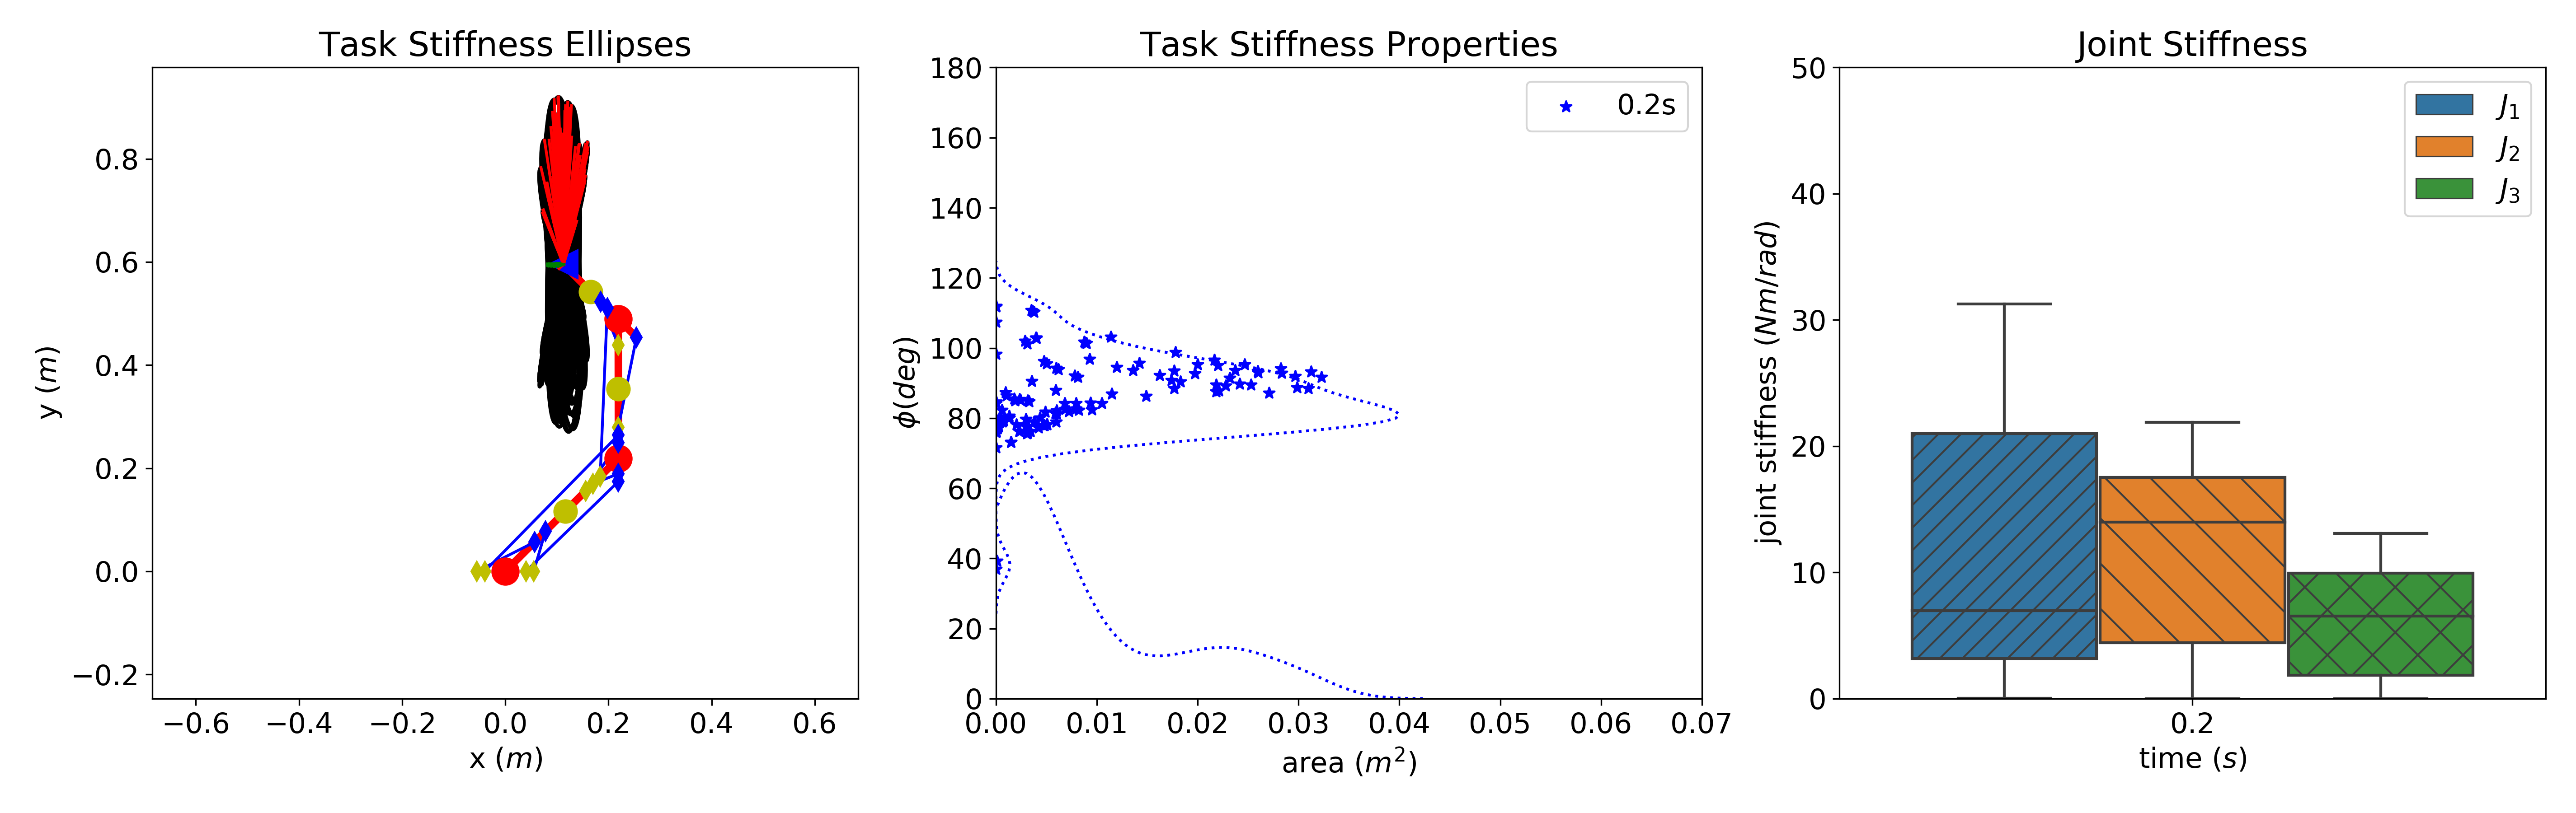 Task Stiffness Ellipses
y (m)
0.8
0.6
0.4
0.2
0.0
−0.2
−0.6 −0.4 −0.2 0.0 0.2 0.4 0.6
x (m)
Task Stiffness Properties
0.2s
ϕ(deg)
180
160
140
120
100
80
60
40
20
0
0.00 0.01 0.02 0.03 0.04 0.05 0.06 0.07
area (m²)
Joint Stiffness
J₁
J₂
J₃
joint stiffness (Nm/rad)
50
40
30
20
10
0
0.2
time (s)